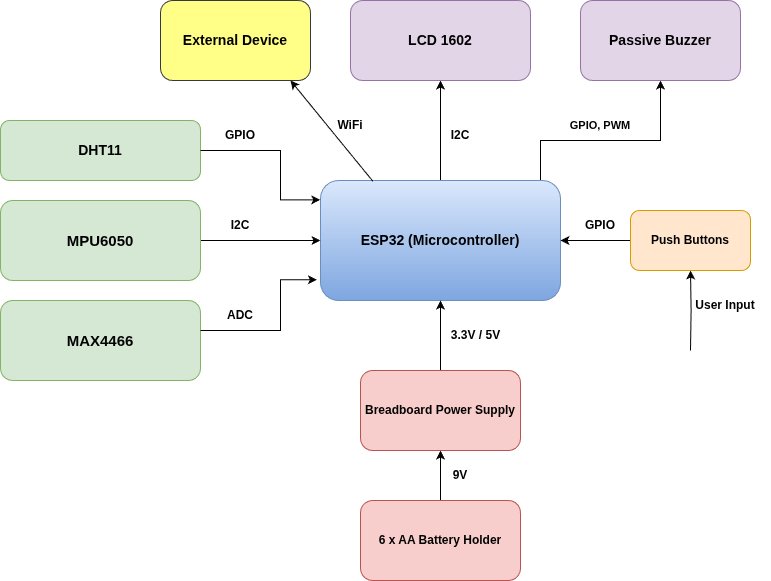 External Device
LCD 1602
Passive Buzzer
WiFi
I2C
GPIO, PWM
DHT11
GPIO
MPU6050
I2C
ESP32 (Microcontroller)
GPIO
Push Buttons
MAX4466
ADC
User Input
3.3V / 5V
Breadboard Power Supply
9V
6 x AA Battery Holder